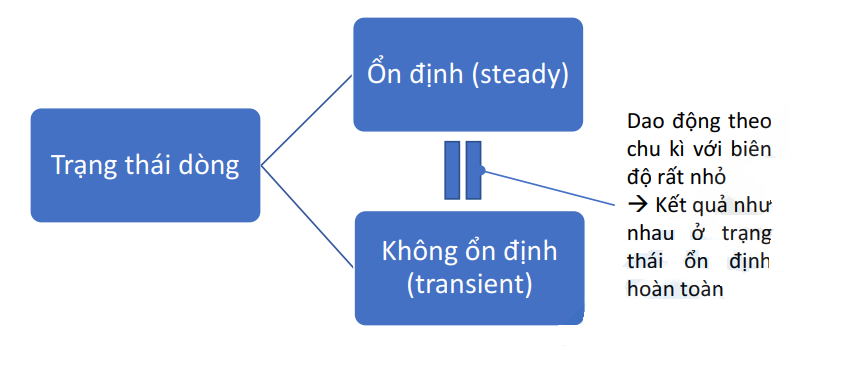 Ổn định (steady)
Trạng thái dòng
Không ổn định
(transient)
Dao động theo
chu kì với biên
độ rất nhỏ
→ Kết quả như
nhau ở trạng
thái ổn định
hoàn toàn